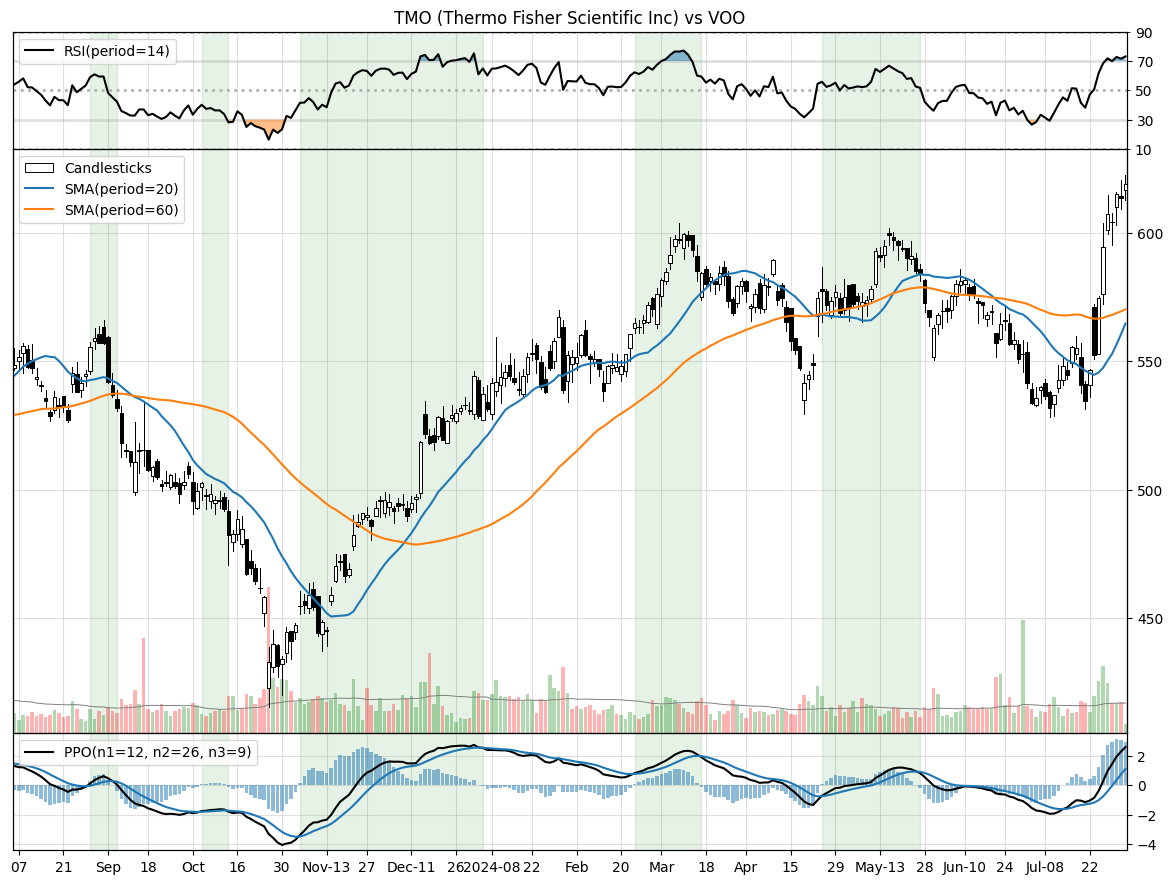 TMO (Thermo Fisher Scientific Inc) vs VOO
RSI(period=14)
90
70
50
30
10
Candlesticks
SMA(period=20)
SMA(period=60)
600
550
500
450
PPO(n1=12, n2=26, n3=9)
2
0
−2
−4
07 21 Sep 18 Oct 16 30 Nov-13 27 Dec-11 26 2024-08 22 Feb 20 Mar 18 Apr 15 29 May-13 28 Jun-10 24 Jul-08 22